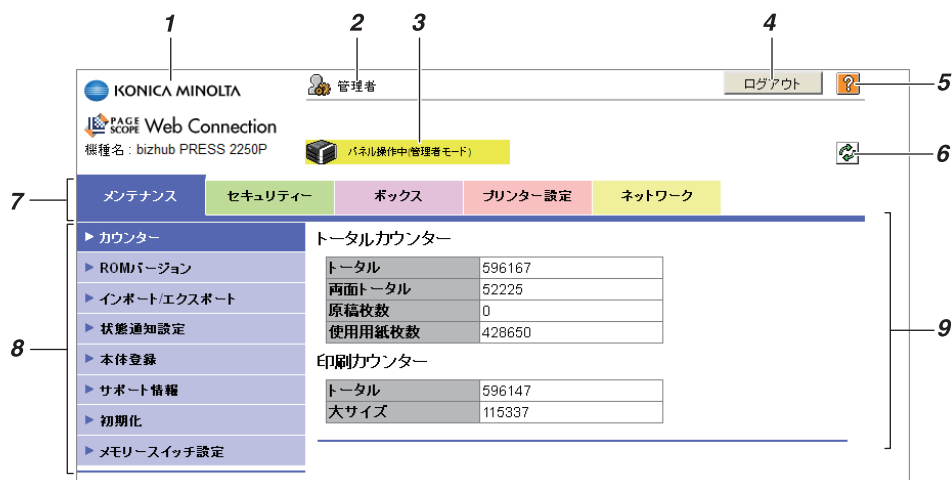 1 2 3 4
KONICA MINOLTA 管理者 ログアウト ? 5
PAGE SCOPE Web Connection
機種名 : bizhub PRESS 2250P パネル操作中(管理者モード) 6
7 メンテナンス セキュリティー ボックス プリンター設定 ネットワーク
カウンター
ROMバージョン
インポート/エクスポート
状態通知設定
8 本体登録
サポート情報
初期化
メモリースイッチ設定
トータルカウンター
トータル 596167
両面トータル 52225
原稿枚数 0
使用用紙枚数 428650 9
印刷カウンター
トータル 596147
大サイズ 115337